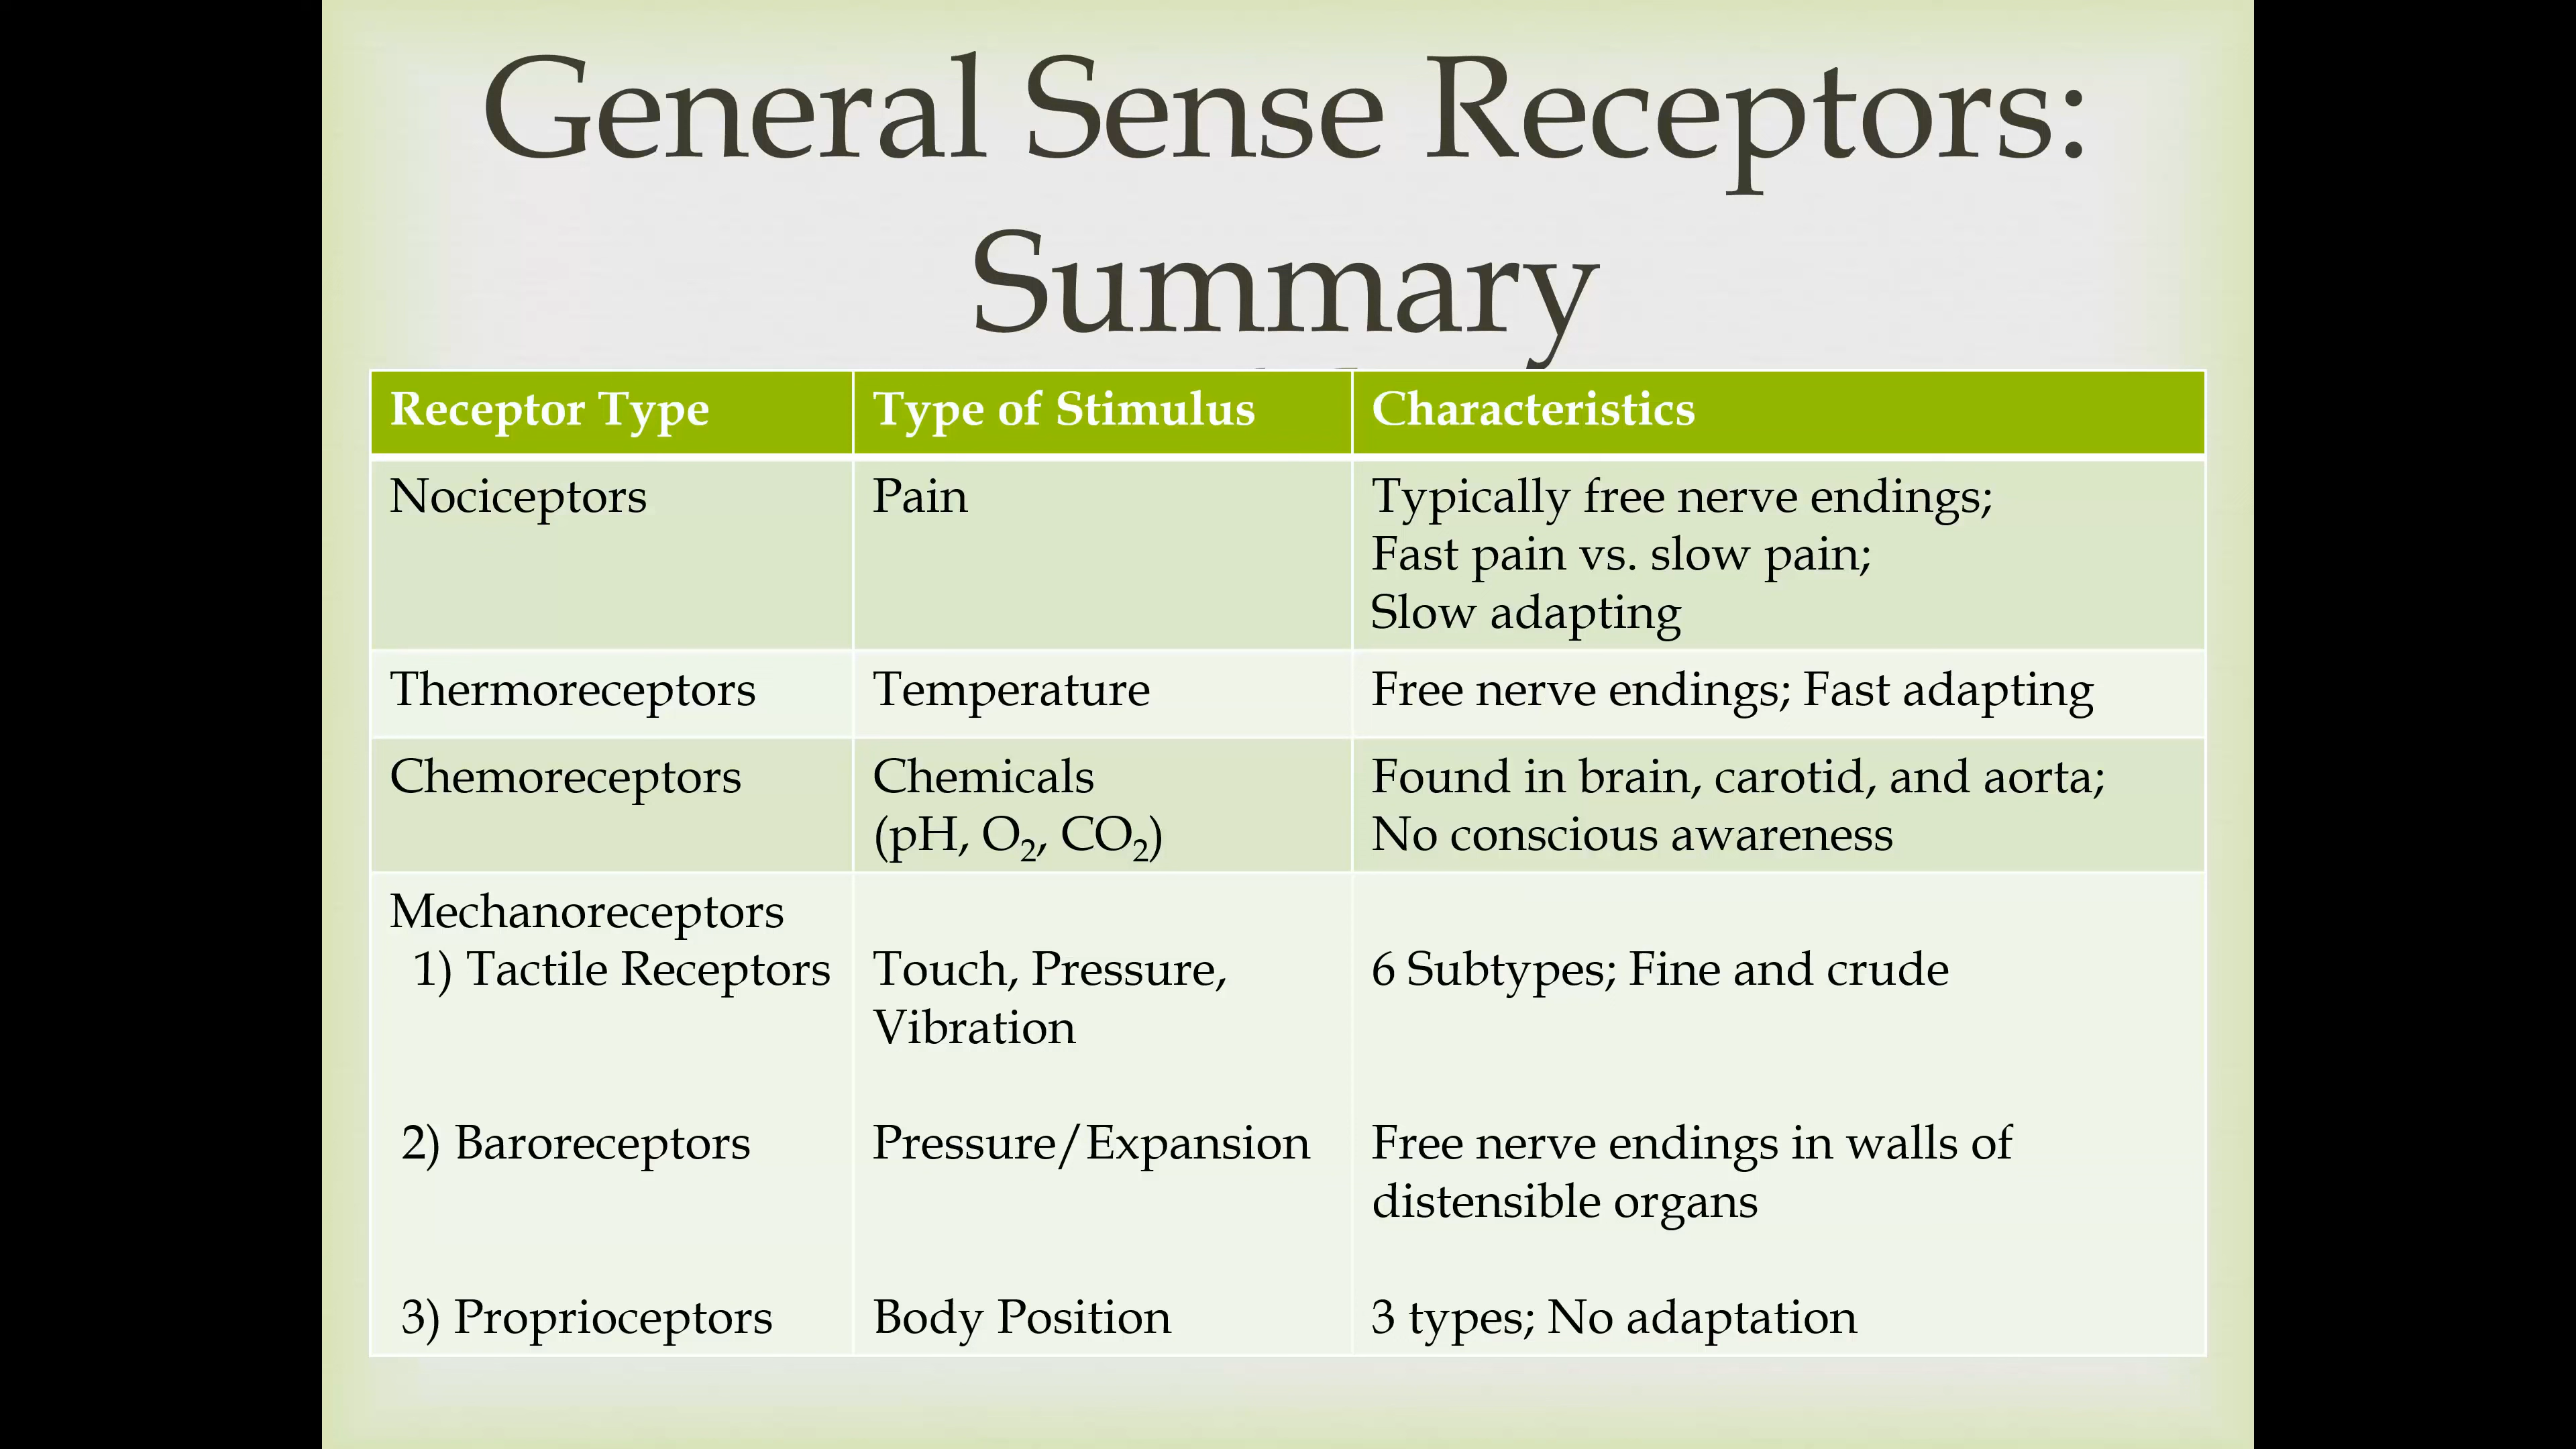 General Sense Receptors:
Summary
Receptor Type
Type of Stimulus
Characteristics
Nociceptors
Pain
Typically free nerve endings;
Fast pain vs. slow pain;
Slow adapting
Thermoreceptors
Temperature
Free nerve endings; Fast adapting
Chemoreceptors
Chemicals
(pH, O₂, CO₂)
Found in brain, carotid, and aorta;
No conscious awareness
Mechanoreceptors
1) Tactile Receptors
Touch, Pressure,
Vibration
6 Subtypes; Fine and crude
2) Baroreceptors
Pressure/Expansion
Free nerve endings in walls of
distensible organs
3) Proprioceptors
Body Position
3 types; No adaptation